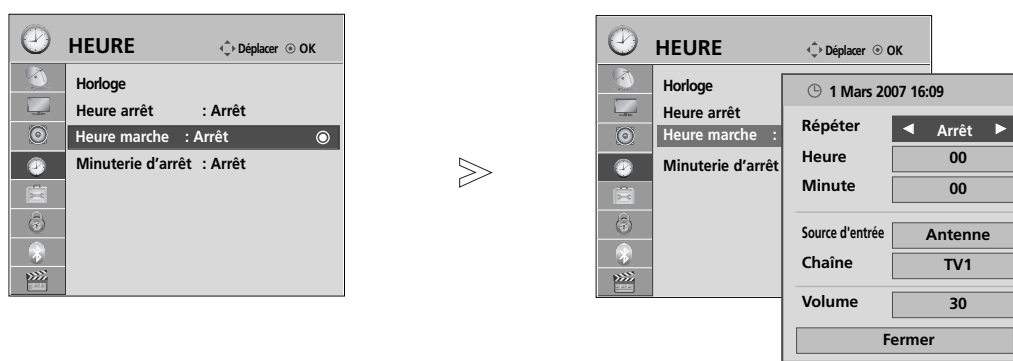 HEURE Déplacer OK
Horloge
Heure arrêt : Arrêt
Heure marche : Arrêt
Minuterie d'arrêt : Arrêt
HEURE Déplacer OK
Horloge
Heure arrêt
Heure marche :
Minuterie d'arrêt
1 Mars 2007 16:09
Répéter ◀ Arrêt ▶
Heure 00
Minute 00
Source d'entrée Antenne
Chaîne TV1
Volume 30
Fermer